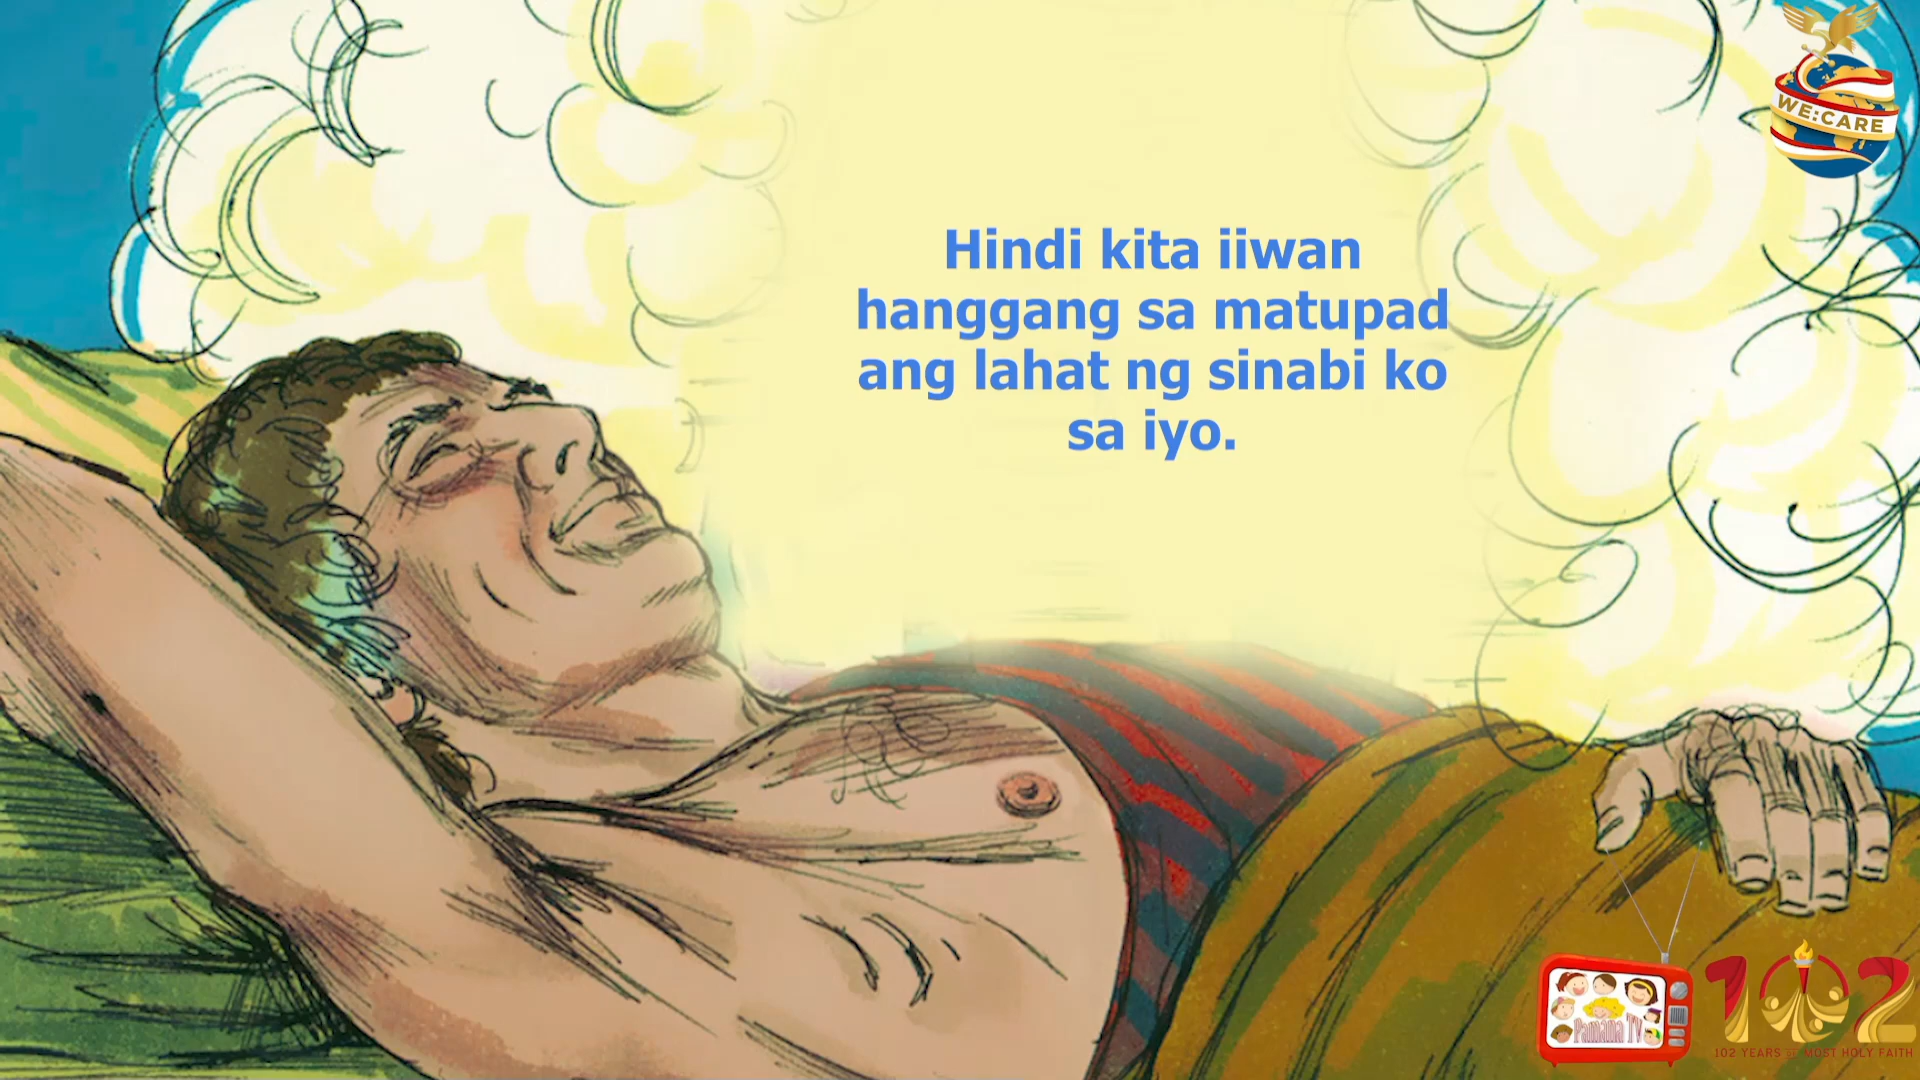 WE:CARE
Hindi kita iiwan
hanggang sa matupad
ang lahat ng sinabi ko
sa iyo.
Pamana TV
102
102 YEARS OF MOST HOLY FAITH